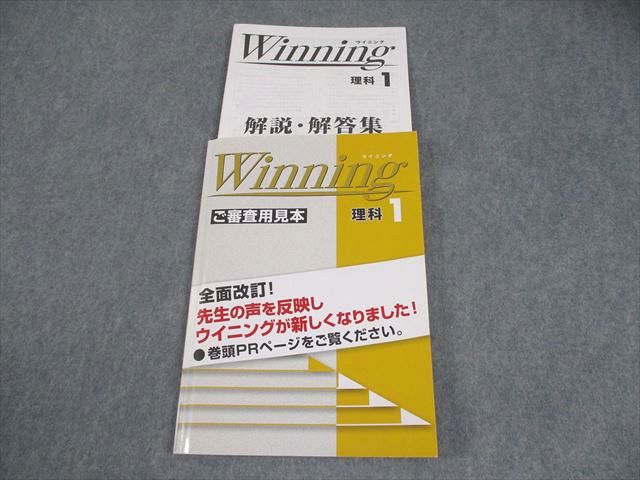 ウイニング
Winning
理科 1
解説・解答集
ウイニング
Winning
ご審査用見本
理科 1
全面改訂!
先生の声を反映し
ウイニングが新しくなりました!
●巻頭PRページをご覧ください。